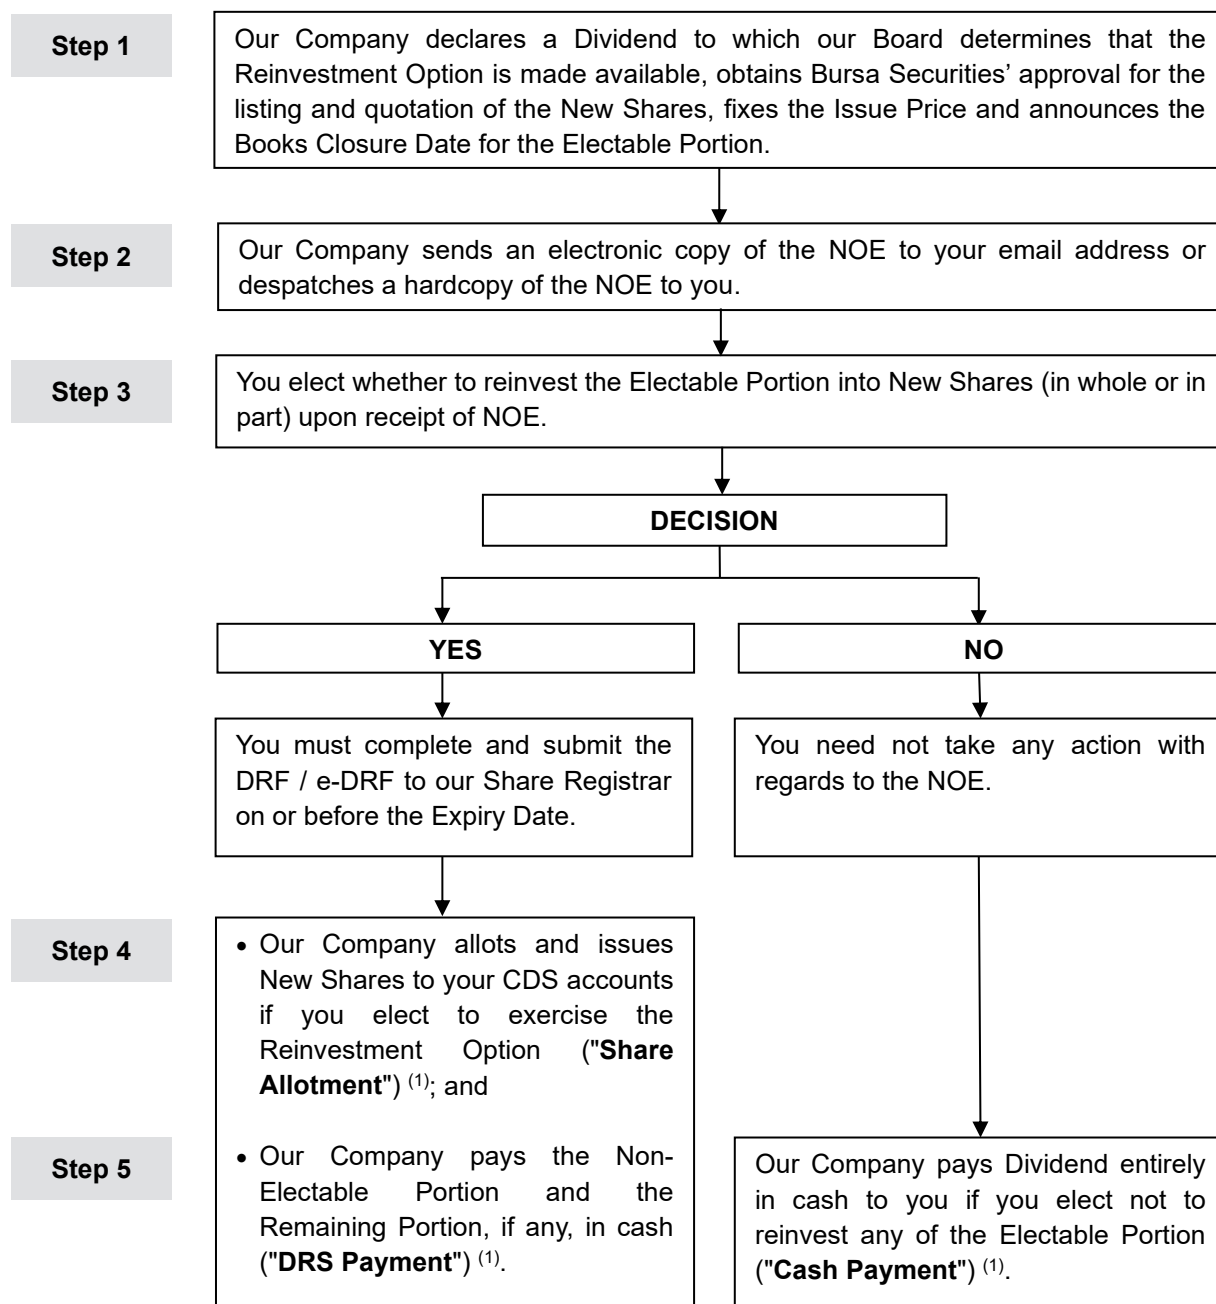 Step 1
Our Company declares a Dividend to which our Board determines that the
Reinvestment Option is made available, obtains Bursa Securities’ approval for the
listing and quotation of the New Shares, fixes the Issue Price and announces the
Books Closure Date for the Electable Portion.
Step 2
Our Company sends an electronic copy of the NOE to your email address or
despatches a hardcopy of the NOE to you.
Step 3
You elect whether to reinvest the Electable Portion into New Shares (in whole or in
part) upon receipt of NOE.
DECISION
YES
NO
You must complete and submit the
DRF / e-DRF to our Share Registrar
on or before the Expiry Date.
You need not take any action with
regards to the NOE.
Step 4
• Our Company allots and issues
New Shares to your CDS accounts
if you elect to exercise the
Reinvestment Option ("Share
Allotment") (1); and
Step 5
• Our Company pays the Non-
Electable Portion and the
Remaining Portion, if any, in cash
("DRS Payment") (1).
Our Company pays Dividend entirely
in cash to you if you elect not to
reinvest any of the Electable Portion
("Cash Payment") (1).